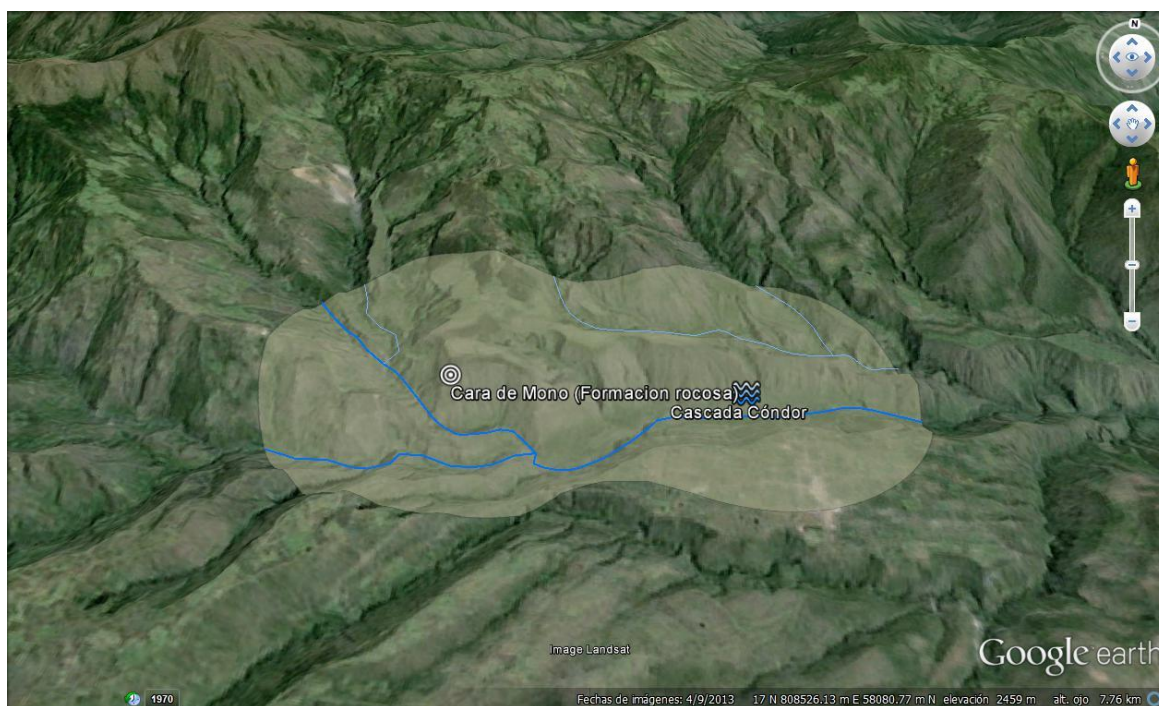 N
Cara de Mono (Formacion rocosa)
Cascada Cóndor
Image Landsat
Google earth
1970
Fechas de imágenes: 4/9/2013 17 N 808526.13 m E 58080.77 m N elevación 2459 m alt. ojo 7.76 km